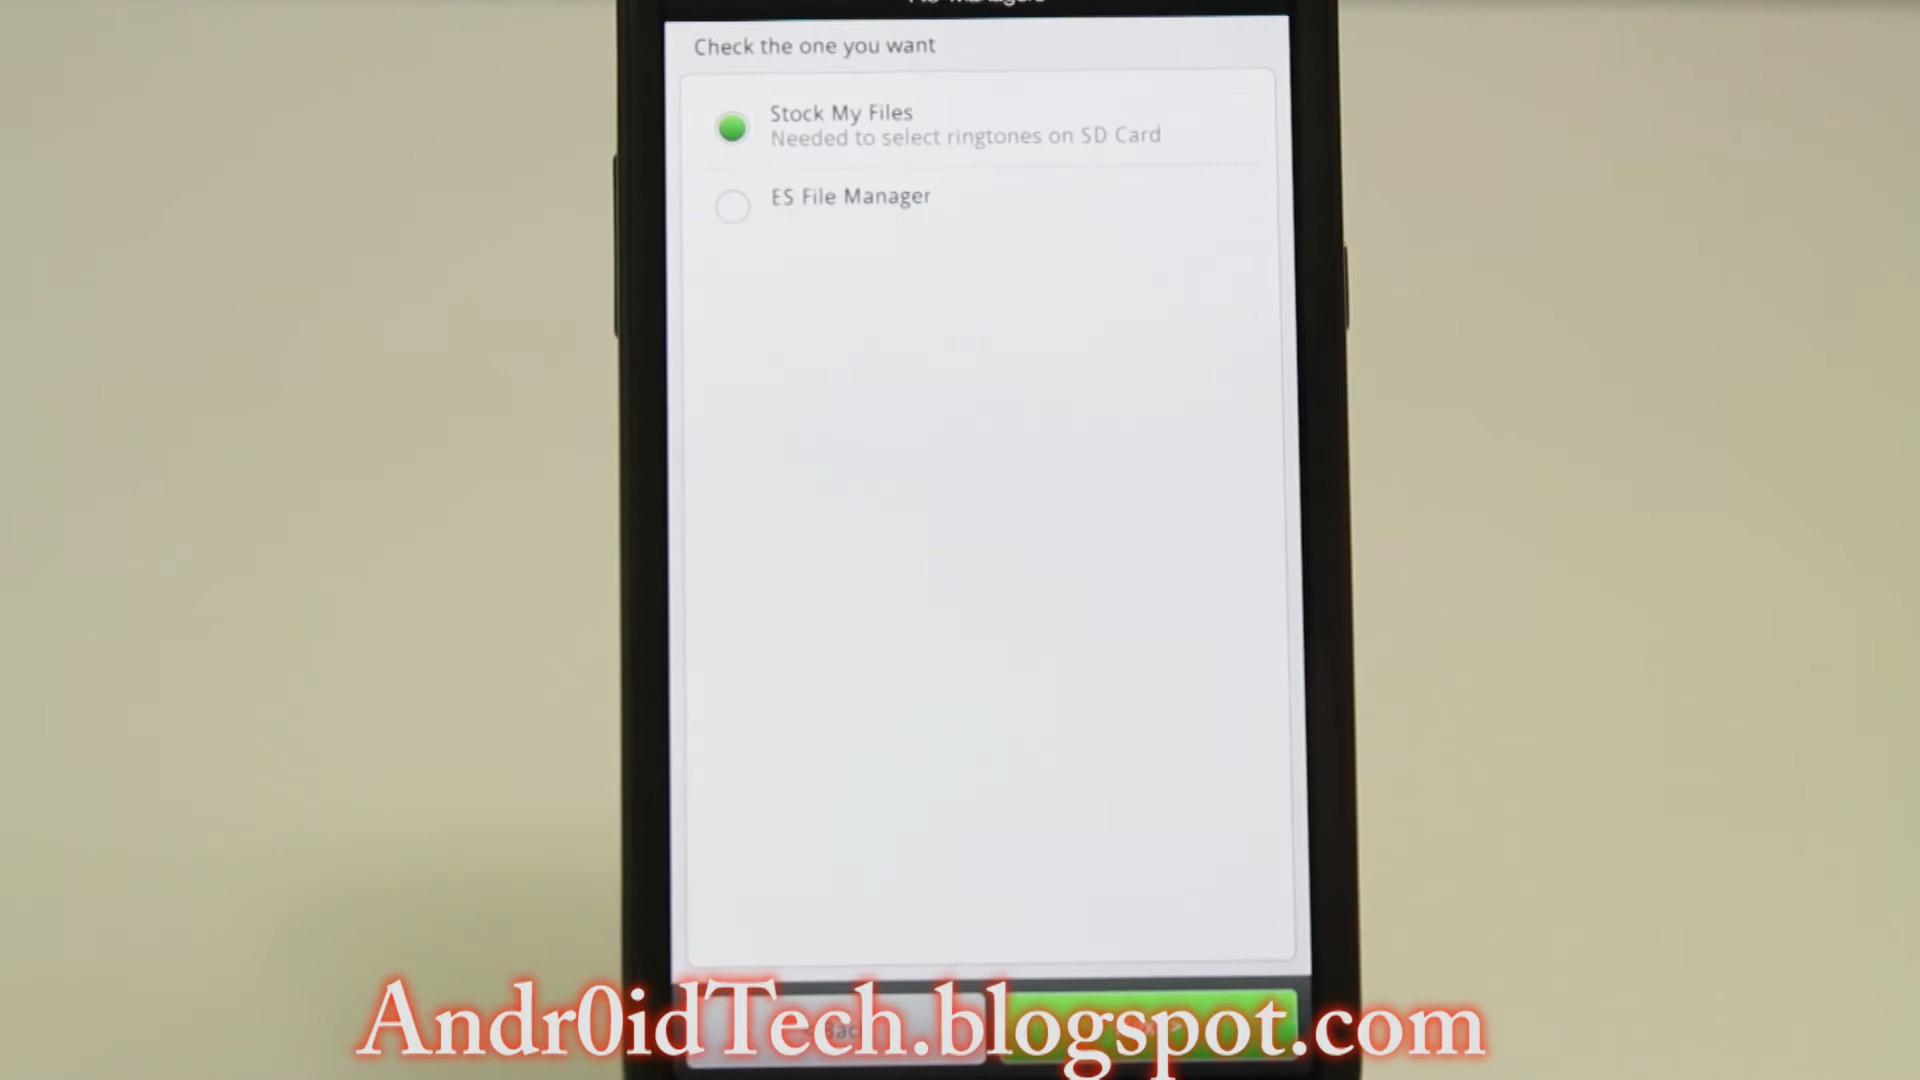 Check the one you want
Stock My Files
Needed to select ringtones on SD Card
ES File Manager
Andr0idTech.blogspot.com